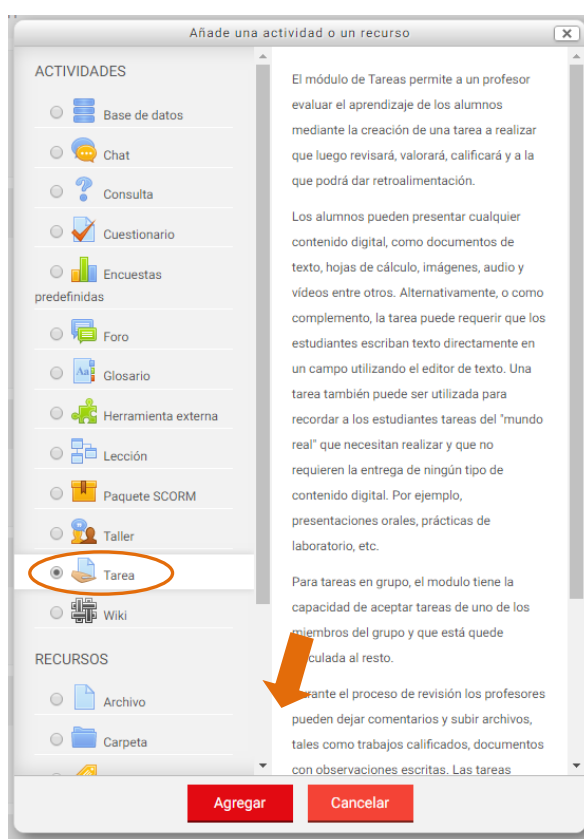 Añade una actividad o un recurso
x
ACTIVIDADES
Base de datos
Chat
Consulta
Cuestionario
Encuestas
predefinidas
Foro
Glosario
Herramienta externa
Lección
Paquete SCORM
Taller
Tarea
Wiki
RECURSOS
Archivo
Carpeta
El módulo de Tareas permite a un profesor
evaluar el aprendizaje de los alumnos
mediante la creación de una tarea a realizar
que luego revisará, valorará, calificará y a la
que podrá dar retroalimentación.
Los alumnos pueden presentar cualquier
contenido digital, como documentos de
texto, hojas de cálculo, imágenes, audio y
vídeos entre otros. Alternativamente, o como
complemento, la tarea puede requerir que los
estudiantes escriban texto directamente en
un campo utilizando el editor de texto. Una
tarea también puede ser utilizada para
recordar a los estudiantes tareas del "mundo
real" que necesitan realizar y que no
requieren la entrega de ningún tipo de
contenido digital. Por ejemplo,
presentaciones orales, prácticas de
laboratorio, etc.
Para tareas en grupo, el modulo tiene la
capacidad de aceptar tareas de uno de los
miembros del grupo y que está quede
al resto.
el proceso de revisión los profesores
pueden dejar comentarios y subir archivos,
tales como trabajos calificados, documentos
con observaciones escritas. Las tareas
Agregar
Cancelar